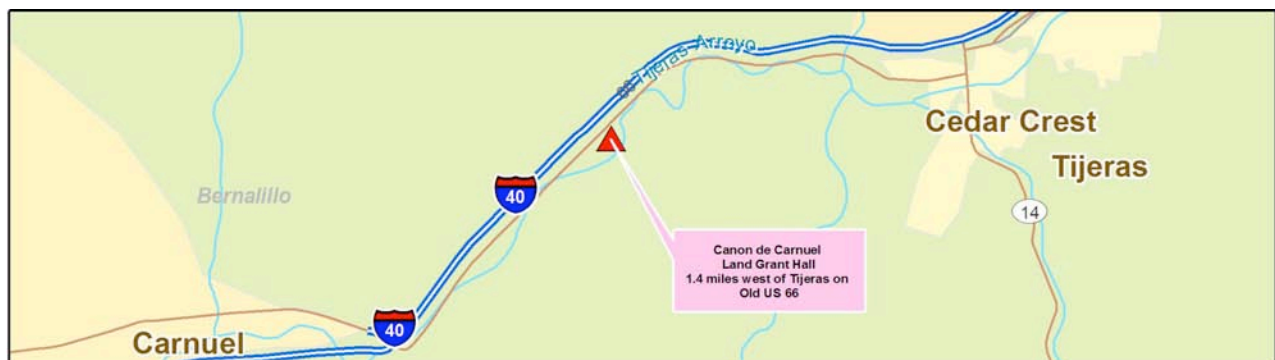 66 Tijeras Arroyo
Cedar Crest
Tijeras
Bernalillo
40
14
Canon de Carnuel
Land Grant Hall
1.4 miles west of Tijeras on
Old US 66
40
Carnuel